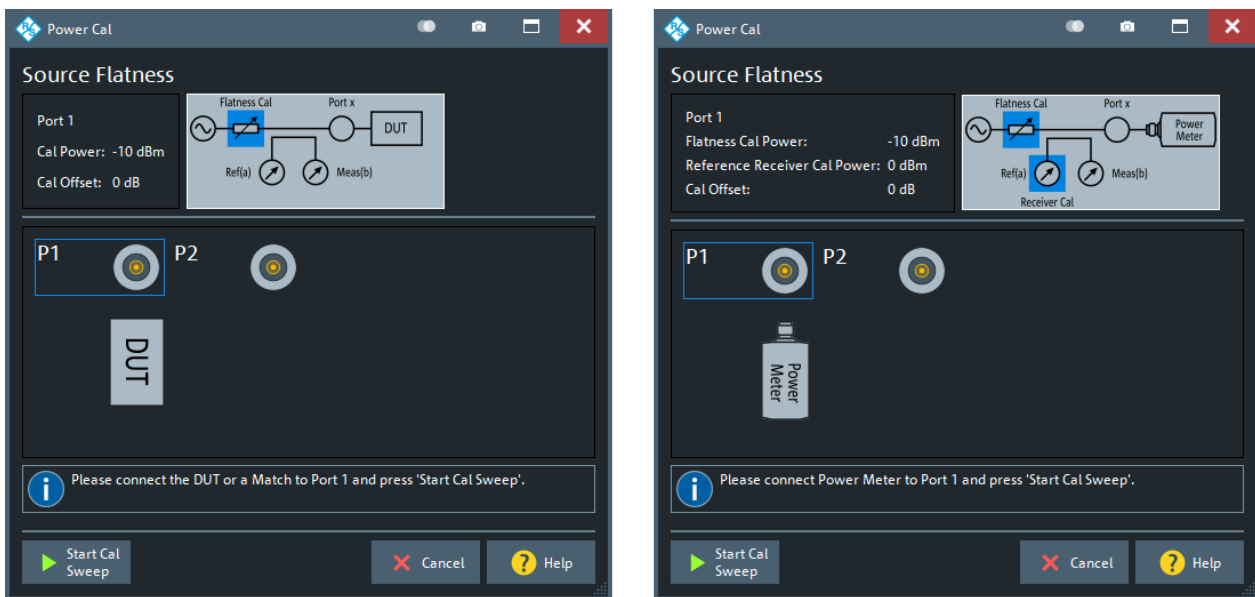 Power Cal
Source Flatness
Port 1
Cal Power: -10 dBm
Cal Offset: 0 dB
Flatness Cal Port x
DUT
Ref(a) Meas(b)
P1 P2
DUT
Please connect the DUT or a Match to Port 1 and press 'Start Cal Sweep'.
Start Cal
Sweep
Cancel
Help
Power Cal
Source Flatness
Port 1
Flatness Cal Power: -10 dBm
Reference Receiver Cal Power: 0 dBm
Cal Offset: 0 dB
Flatness Cal Port x
Power
Meter
Ref(a) Meas(b)
Receiver Cal
P1 P2
Power
Meter
Please connect Power Meter to Port 1 and press 'Start Cal Sweep'.
Start Cal
Sweep
Cancel
Help